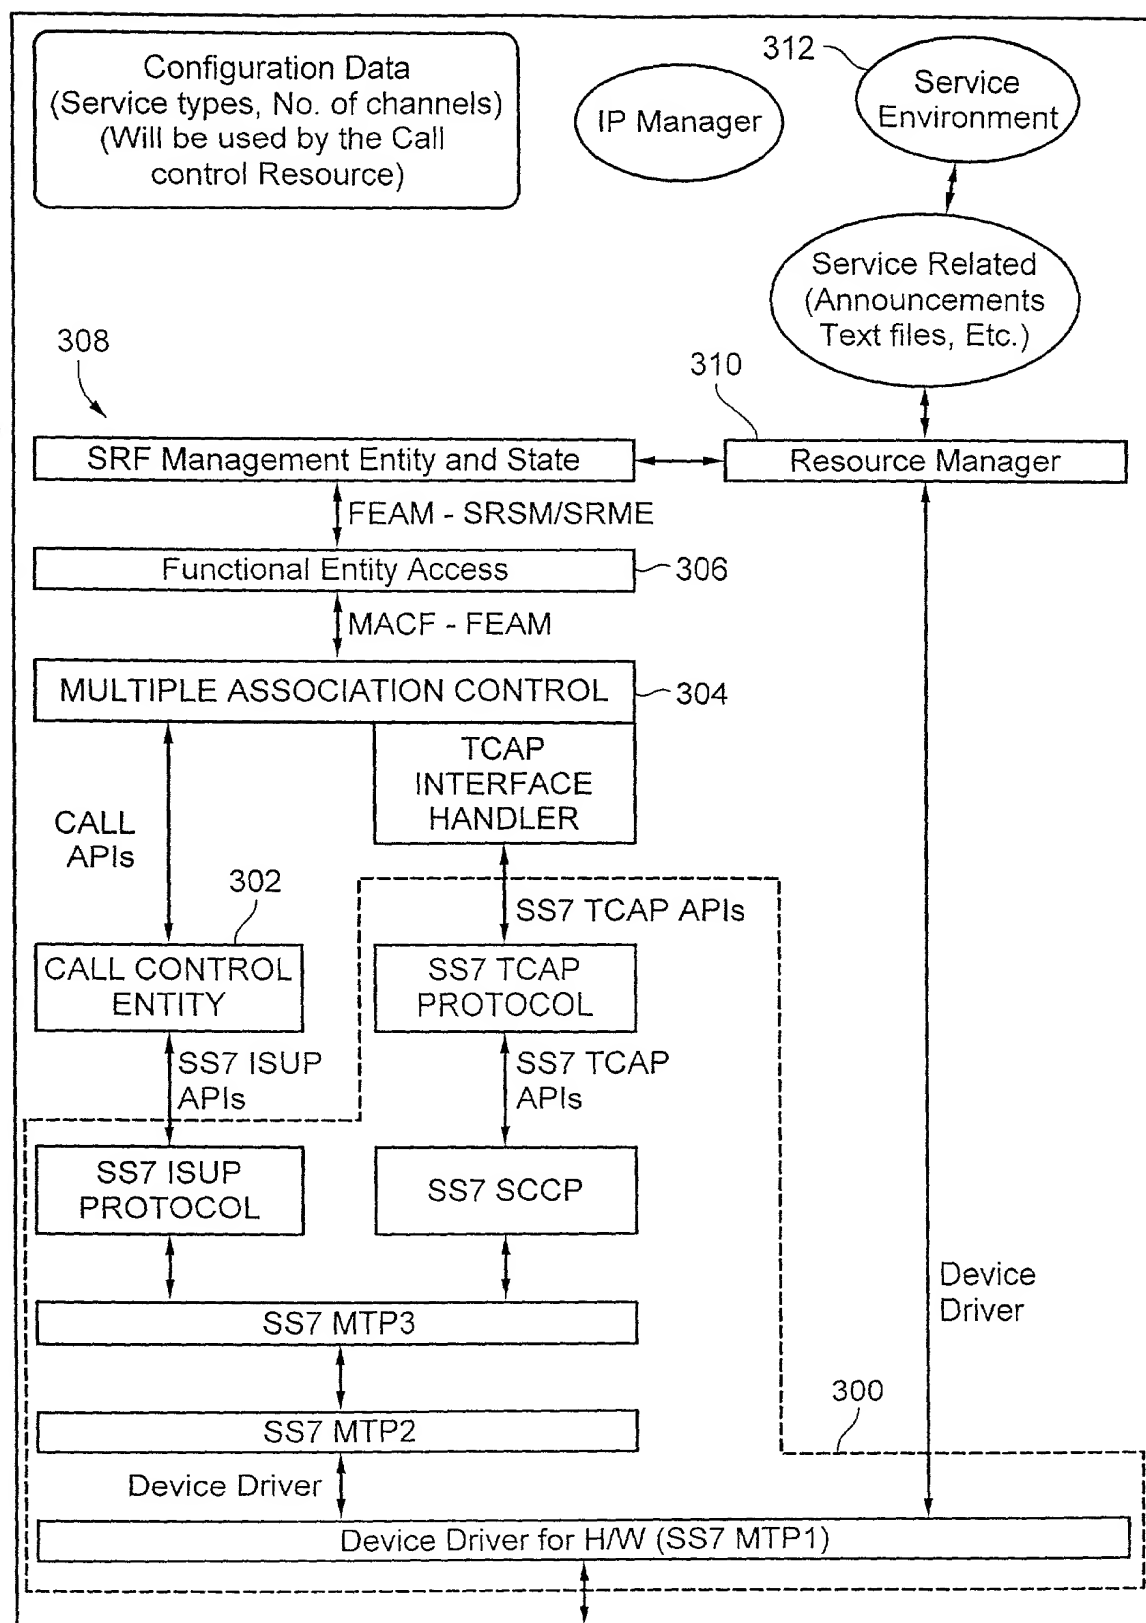 Configuration Data
(Service types, No. of channels)
(Will be used by the Call
control Resource)
IP Manager
312
Service
Environment
Service Related
(Announcements
Text files, Etc.)
308
310
SRF Management Entity and State
Resource Manager
FEAM - SRSM/SRME
Functional Entity Access
306
MACF - FEAM
MULTIPLE ASSOCIATION CONTROL
304
TCAP
INTERFACE
HANDLER
CALL
APIs
302
SS7 TCAP APIs
CALL CONTROL
ENTITY
SS7 TCAP
PROTOCOL
SS7 ISUP
APIs
SS7 TCAP
APIs
SS7 ISUP
PROTOCOL
SS7 SCCP
Device
Driver
SS7 MTP3
300
SS7 MTP2
Device Driver
Device Driver for H/W (SS7 MTP1)